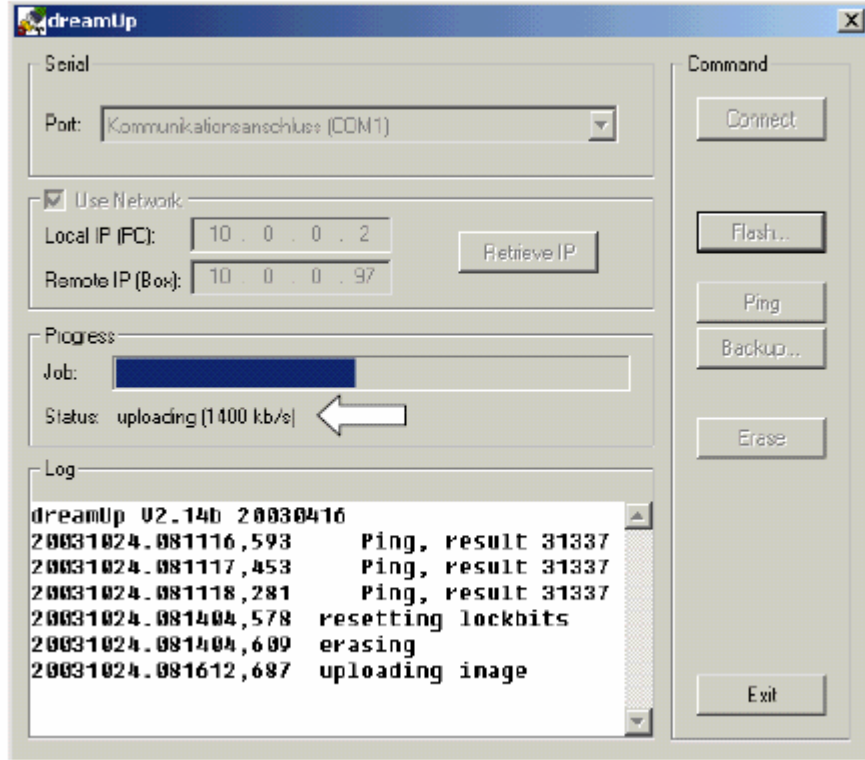 dreamUp
Serial
Port: Kommunikationsanschluss (COM1)
Use Network
Local IP (PC): 10 . 0 . 0 . 2
Remote IP (Box): 10 . 0 . 0 . 97
Retrieve IP
Progress
Job:
Status: uploading (1400 kb/s)
Log
dreamUp V2.14b 20030416
20031024.081116,593 Ping, result 31337
20031024.081117,453 Ping, result 31337
20031024.081118,281 Ping, result 31337
20031024.081404,578 resetting lockbits
20031024.081404,609 erasing
20031024.081612,687 uploading image
Command
Connect
Flash...
Ping
Backup...
Erase
Exit